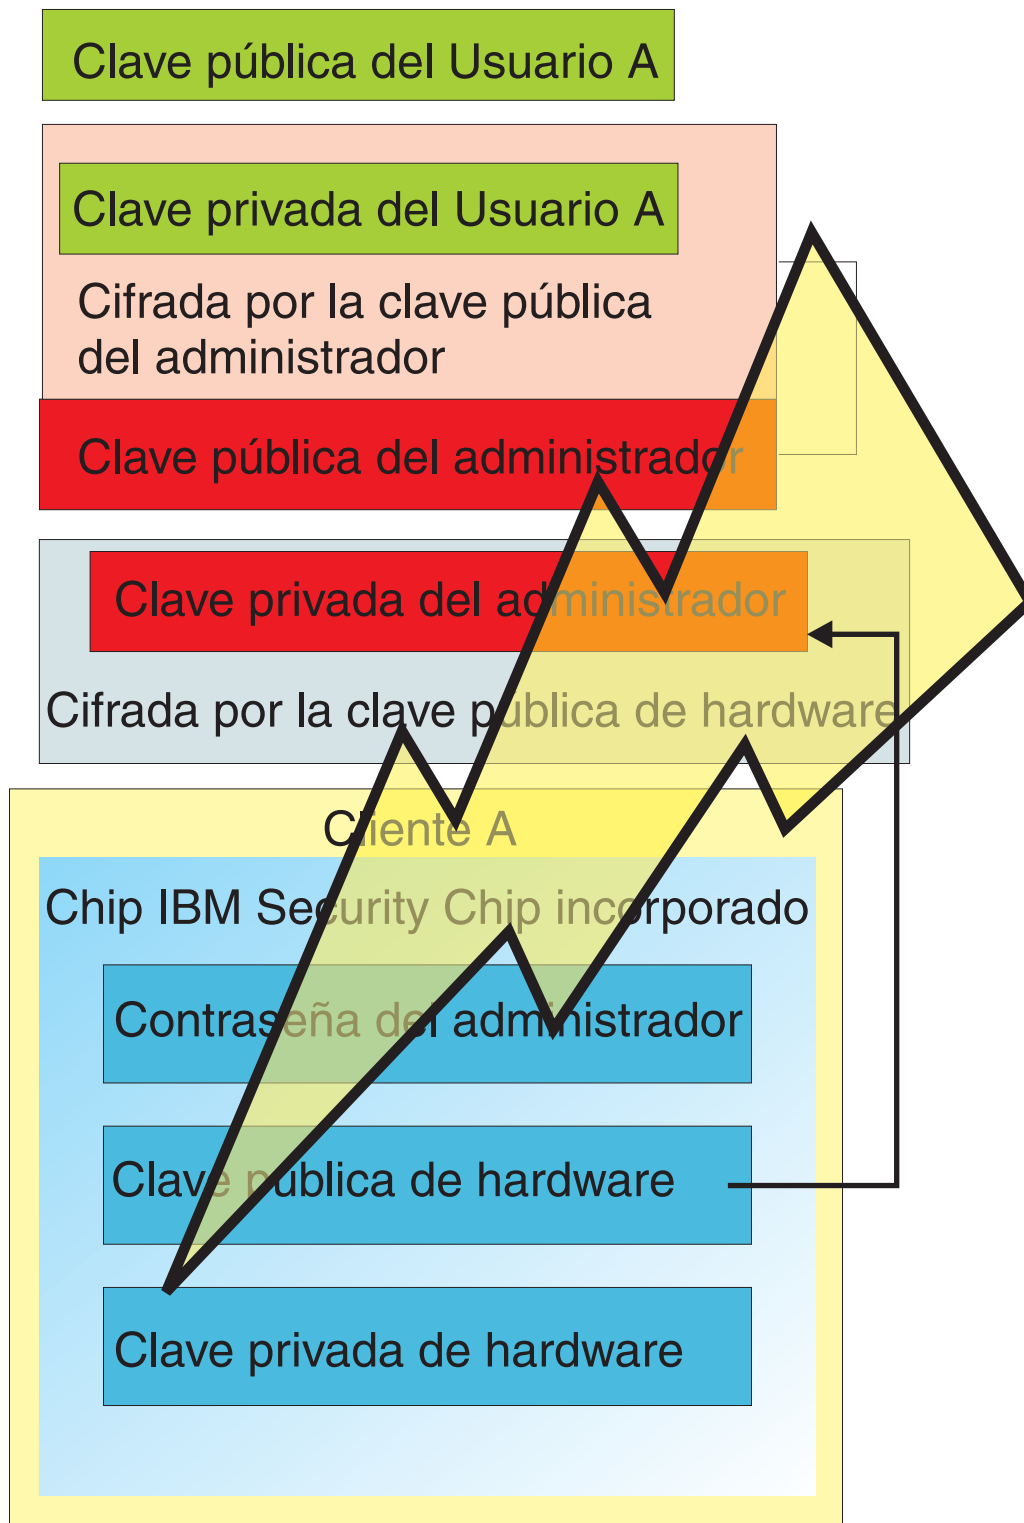 Clave pública del Usuario A
Clave privada del Usuario A
Cifrada por la clave pública
del administrador
Clave pública del administrador
Clave privada del administrador
Cifrada por la clave pública de hardware
Cliente A
Chip IBM Security Chip incorporado
Contraseña del administrador
Clave pública de hardware
Clave privada de hardware